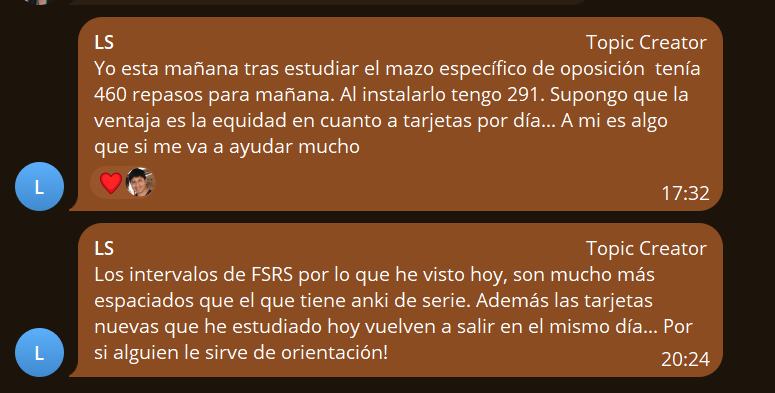 LS
Topic Creator
Yo esta mañana tras estudiar el mazo específico de oposición  tenía
460 repasos para mañana. Al instalarlo tengo 291. Supongo que la
ventaja es la equidad en cuanto a tarjetas por día... A mi es algo
que si me va a ayudar mucho
17:32
L
LS
Topic Creator
Los intervalos de FSRS por lo que he visto hoy, son mucho más
espaciados que el que tiene anki de serie. Además las tarjetas
nuevas que he estudiado hoy vuelven a salir en el mismo día... Por
si alguien le sirve de orientación!
20:24
L